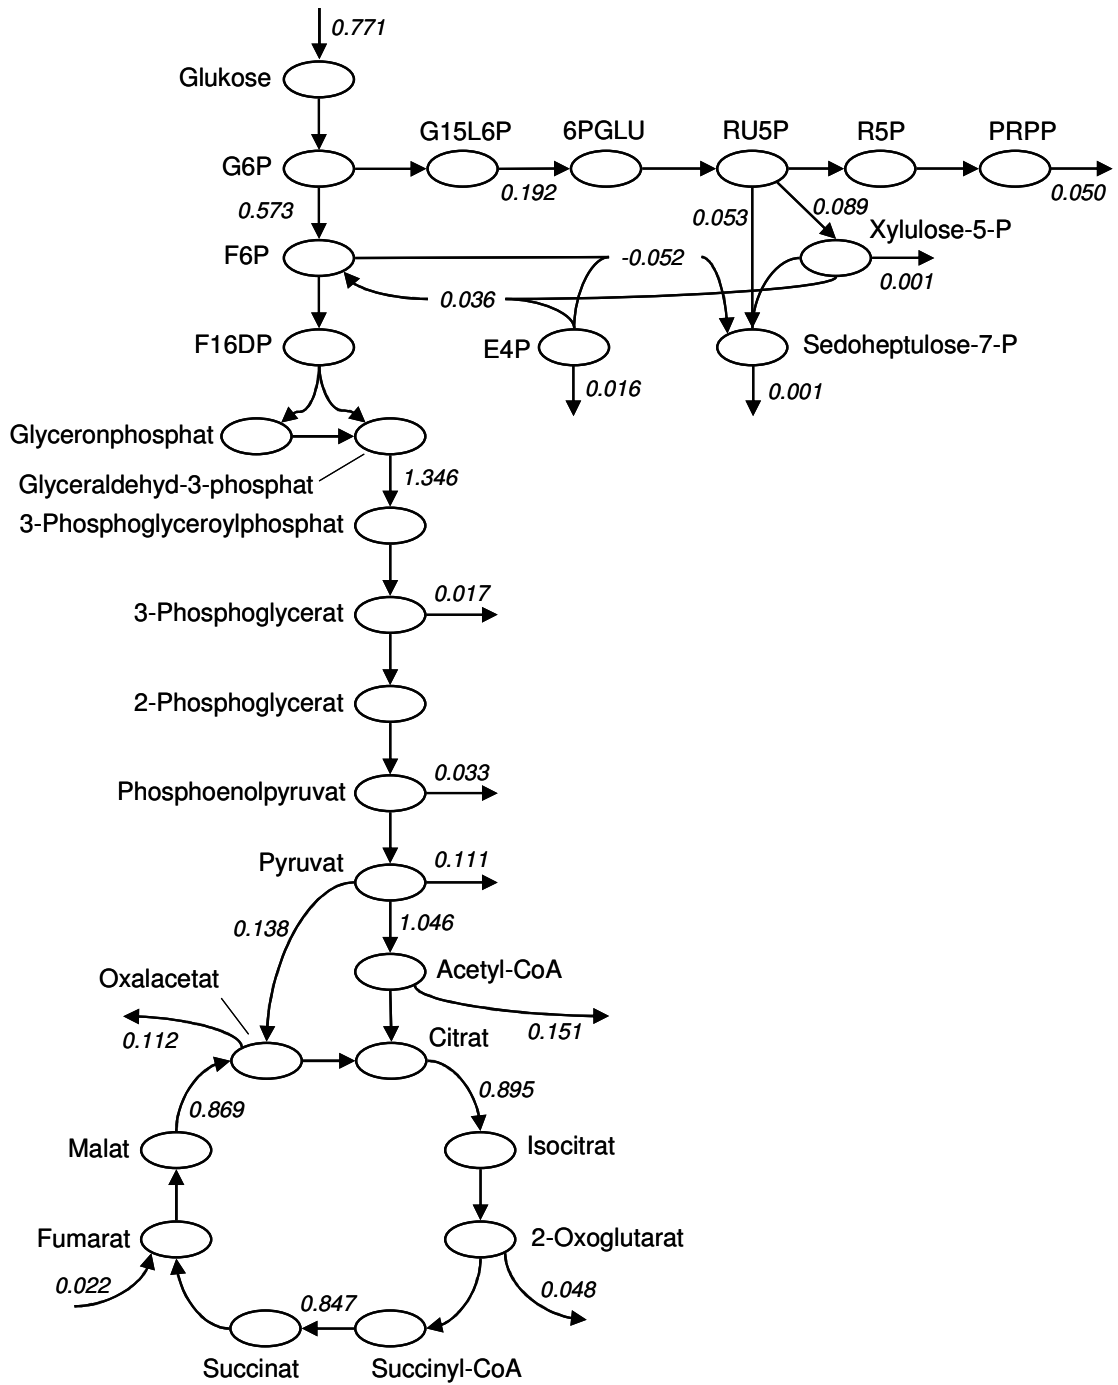 0.771
Glukose
G15L6P 6PGLU RU5P R5P PRPP
G6P
0.192
0.050
0.573
0.053
0.089
Xylulose-5-P
F6P
-0.052
0.001
0.036
F16DP
E4P
Sedoheptulose-7-P
0.016
0.001
Glyceronphosphat
Glyceraldehyd-3-phosphat
1.346
3-Phosphoglyceroylphosphat
0.017
3-Phosphoglycerat
2-Phosphoglycerat
0.033
Phosphoenolpyruvat
Pyruvat
0.111
0.138
1.046
Oxalacetat
Acetyl-CoA
0.112
0.151
Citrat
0.895
0.869
Malat
Isocitrat
Fumarat
2-Oxoglutarat
0.022
0.048
0.847
Succinat
Succinyl-CoA